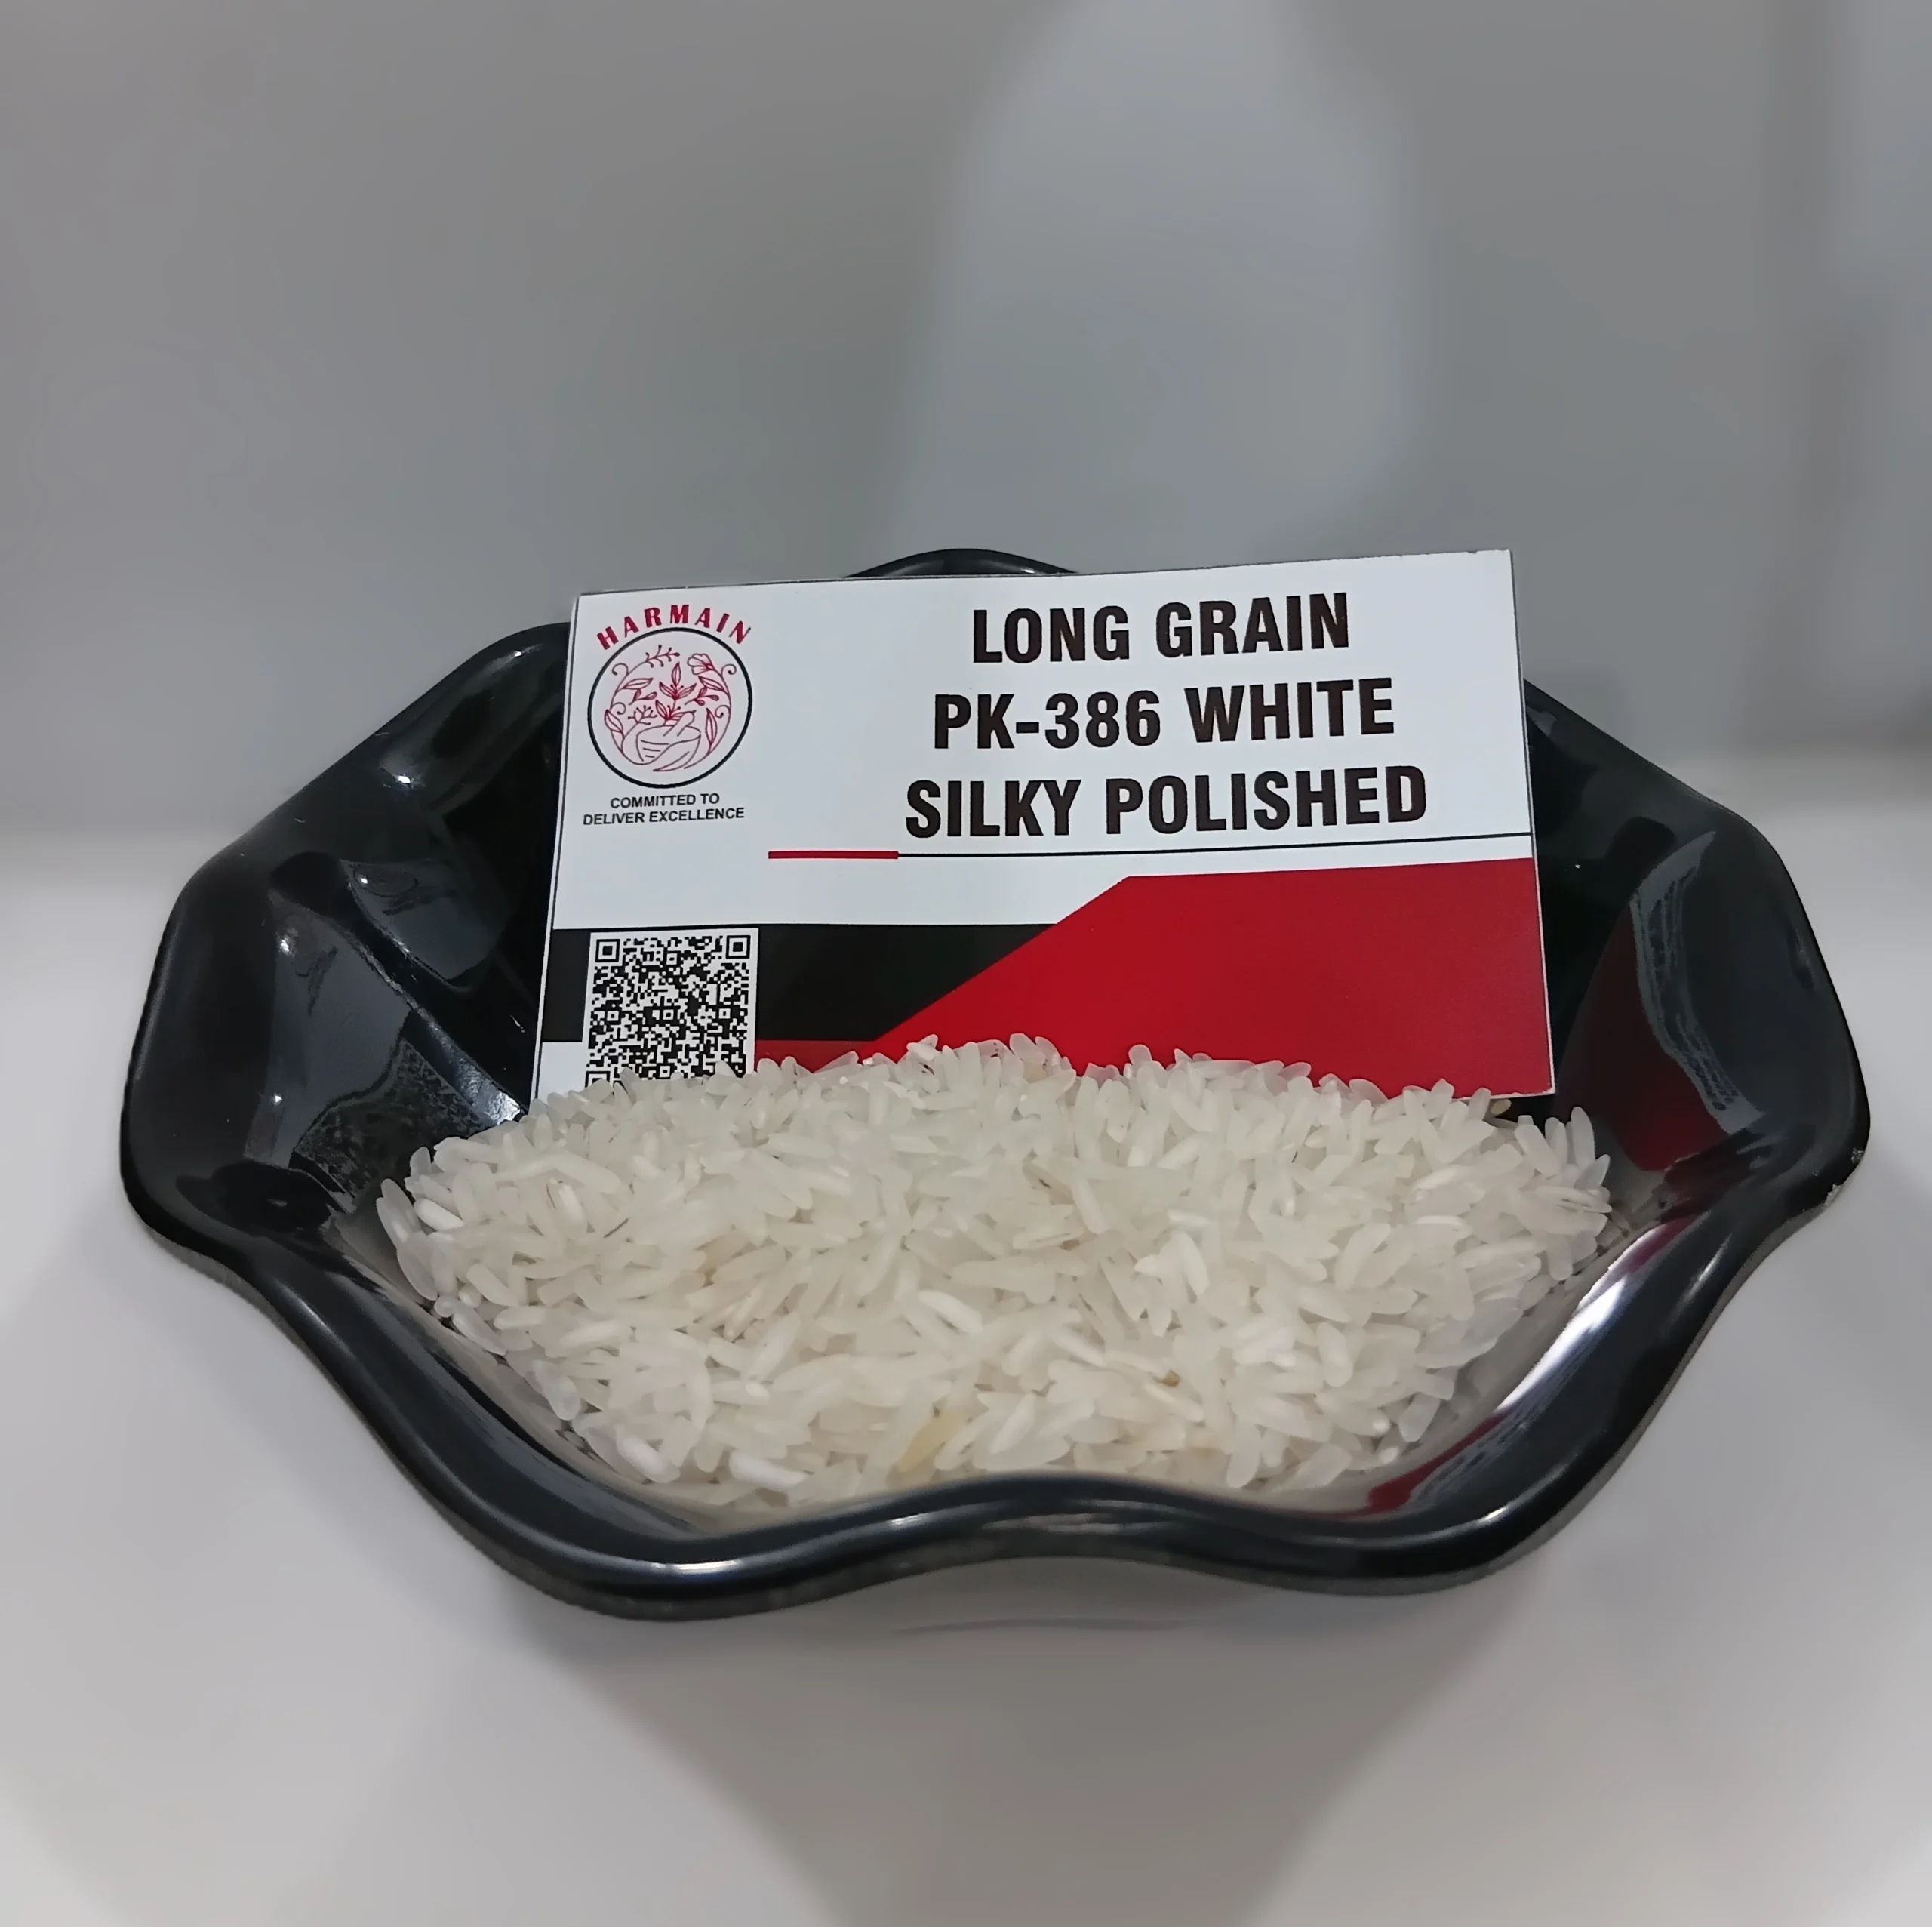 HARMAIN
COMMITTED TO
DELIVER EXCELLENCE
LONG GRAIN
PK-386 WHITE
SILKY POLISHED